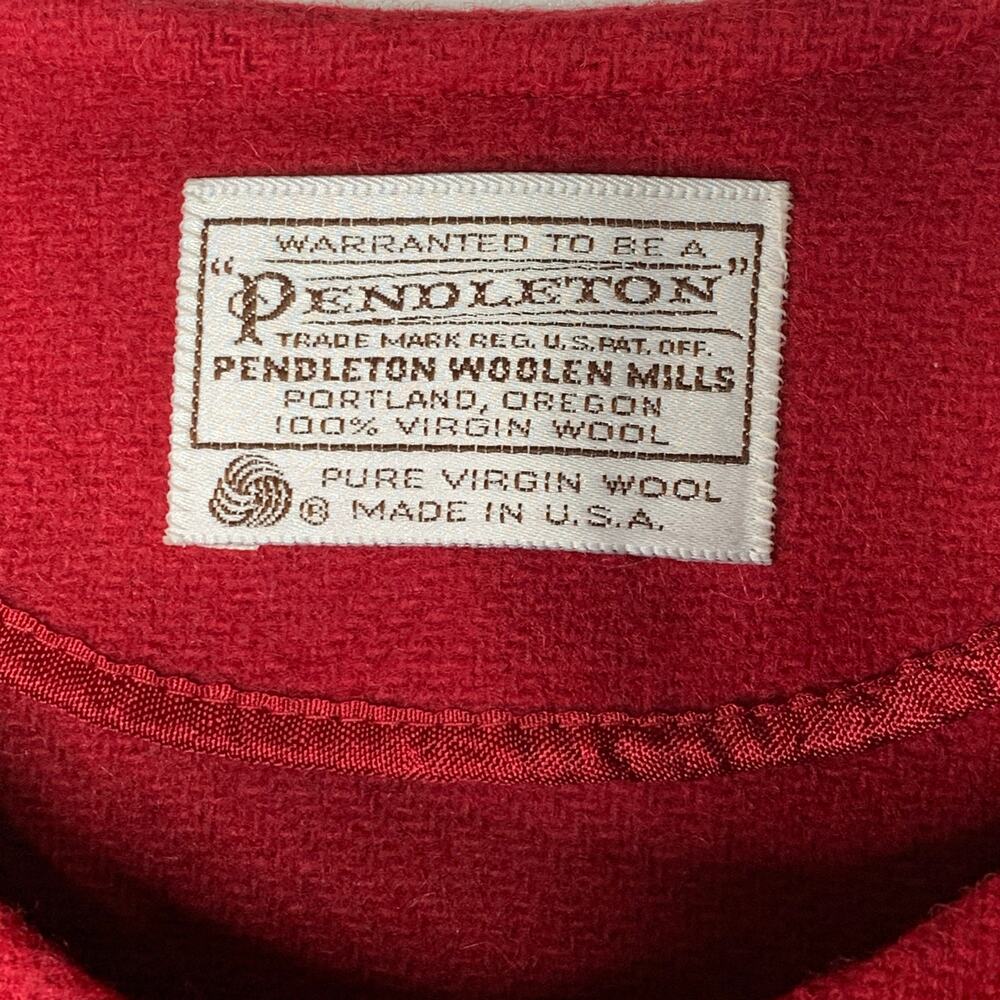 WARRANTED TO BE A
"PENDLETON"
TRADE MARK REG. U.S. PAT. OFF.
PENDLETON WOOLEN MILLS
PORTLAND, OREGON
100% VIRGIN WOOL
PURE VIRGIN WOOL
® MADE IN U.S.A.